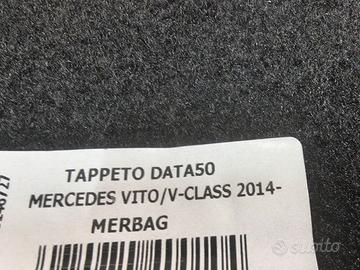 TAPPETO DATA50
MERCEDES VITO/V-CLASS 2014-
MERBAG
subito